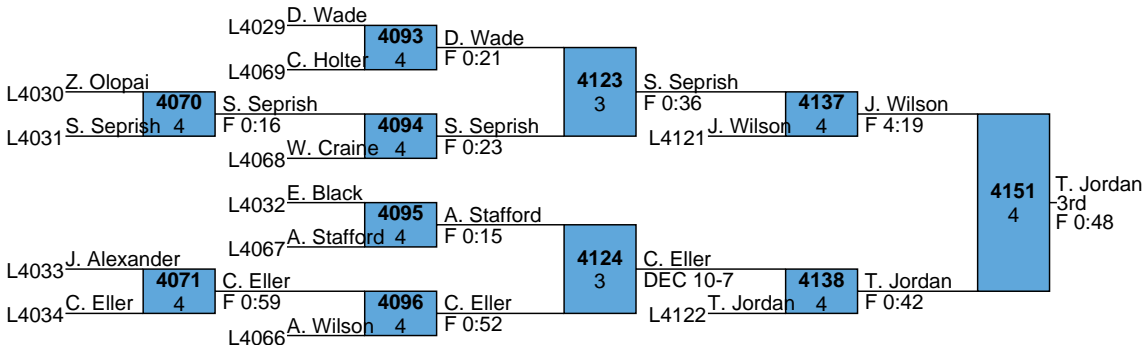 L4029 D. Wade
4093
4
D. Wade
F 0:21
L4069 C. Holter
L4030 Z. Olopai
4070
4
S. Seprish
F 0:16
L4031 S. Seprish
4094
4
S. Seprish
F 0:23
L4068 W. Craine
4123
3
S. Seprish
F 0:36
L4121 J. Wilson
4137
4
J. Wilson
F 4:19
L4032 E. Black
4095
4
A. Stafford
F 0:15
L4067 A. Stafford
L4033 J. Alexander
4071
4
C. Eller
F 0:59
L4034 C. Eller
4096
4
C. Eller
F 0:52
L4066 A. Wilson
4124
3
C. Eller
DEC 10-7
L4122 T. Jordan
4138
4
T. Jordan
F 0:42
4151
4
T. Jordan
3rd
F 0:48